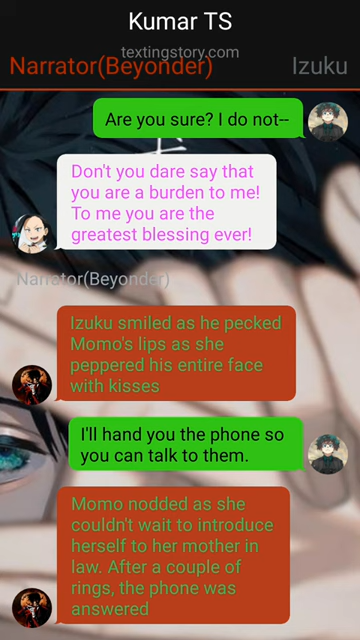 Kumar TS
textingstory.com
Narrator(Beyonder)
Izuku
Are you sure? I do not--
Don't you dare say that
you are a burden to me!
To me you are the
greatest blessing ever!
Narrator(Beyonder)
Izuku smiled as he pecked
Momo's lips as she
peppered his entire face
with kisses
I'll hand you the phone so
you can talk to them.
Momo nodded as she
couldn't wait to introduce
herself to her mother in
law. After a couple of
rings, the phone was
answered